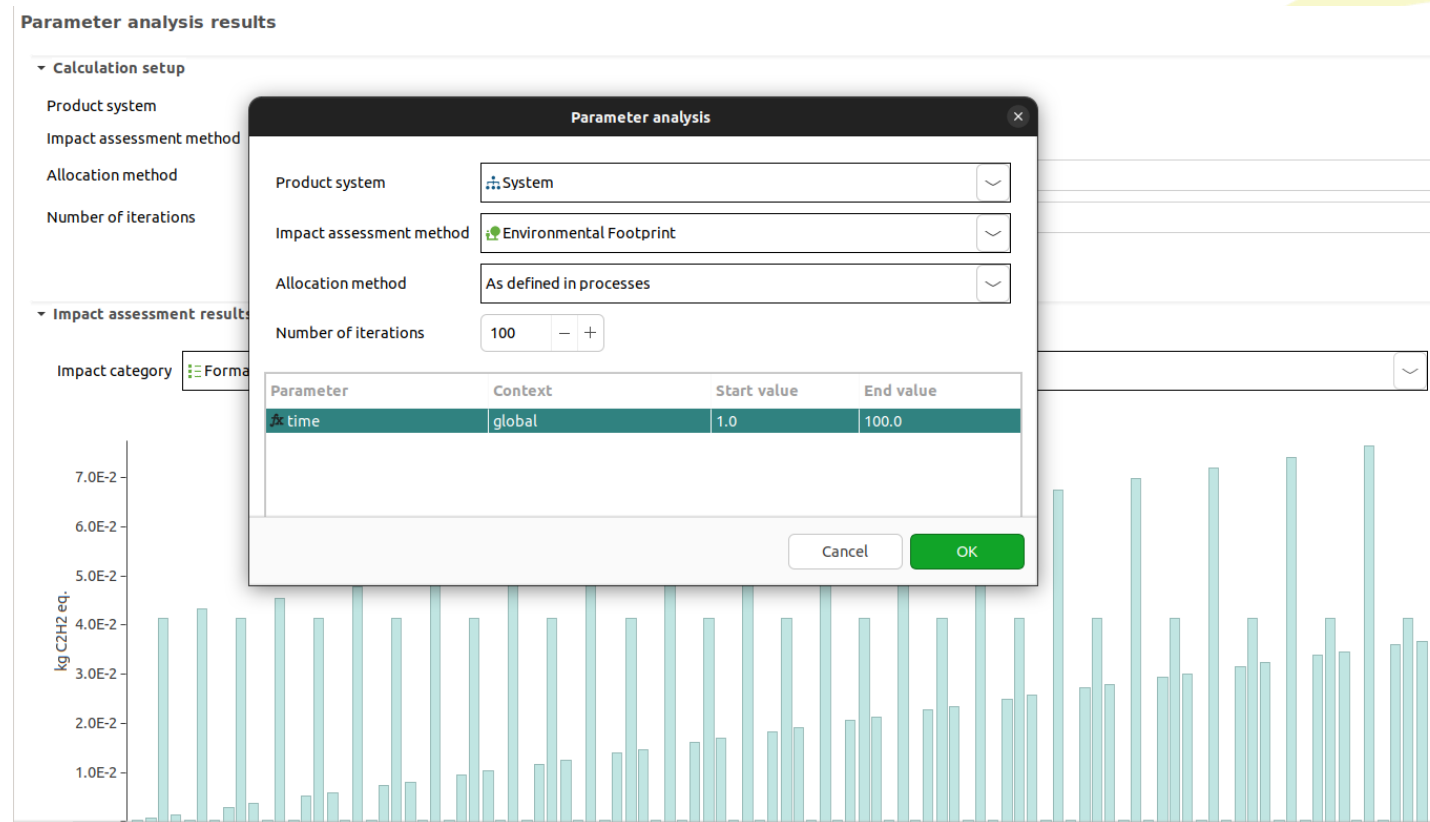 Parameter analysis results
Calculation setup
Product system
Impact assessment method
Allocation method
Number of iterations
Parameter analysis
Product system
System
Impact assessment method
Environmental Footprint
Allocation method
As defined in processes
Number of iterations
100
Parameter
Context
Start value
End value
fx time
global
1.0
100.0
Cancel
OK
Impact assessment results
Impact category
Forma
7.0E-2
6.0E-2
5.0E-2
4.0E-2
3.0E-2
2.0E-2
1.0E-2
kg C2H2 eq.